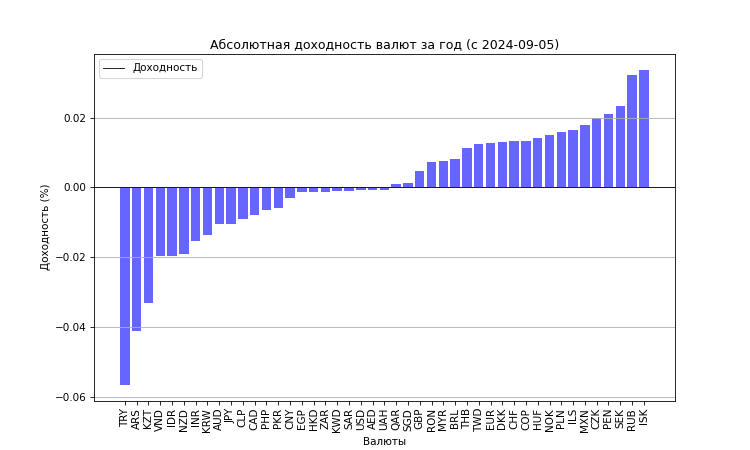 Абсолютная доходность валют за год (с 2024-09-05)
Доходность
0.02
0.00
−0.02
−0.04
−0.06
Доходность (%)
TRY
ARS
KZT
VND
IDR
NZD
INR
KRW
AUD
JPY
CLP
CAD
PHP
PKR
CNY
EGP
HKD
ZAR
KWD
SAR
USD
AED
UAH
QAR
SGD
GBP
RON
MYR
BRL
THB
TWD
EUR
DKK
CHF
COP
HUF
NOK
PLN
ILS
MXN
CZK
PEN
SEK
RUB
ISK
Валюты